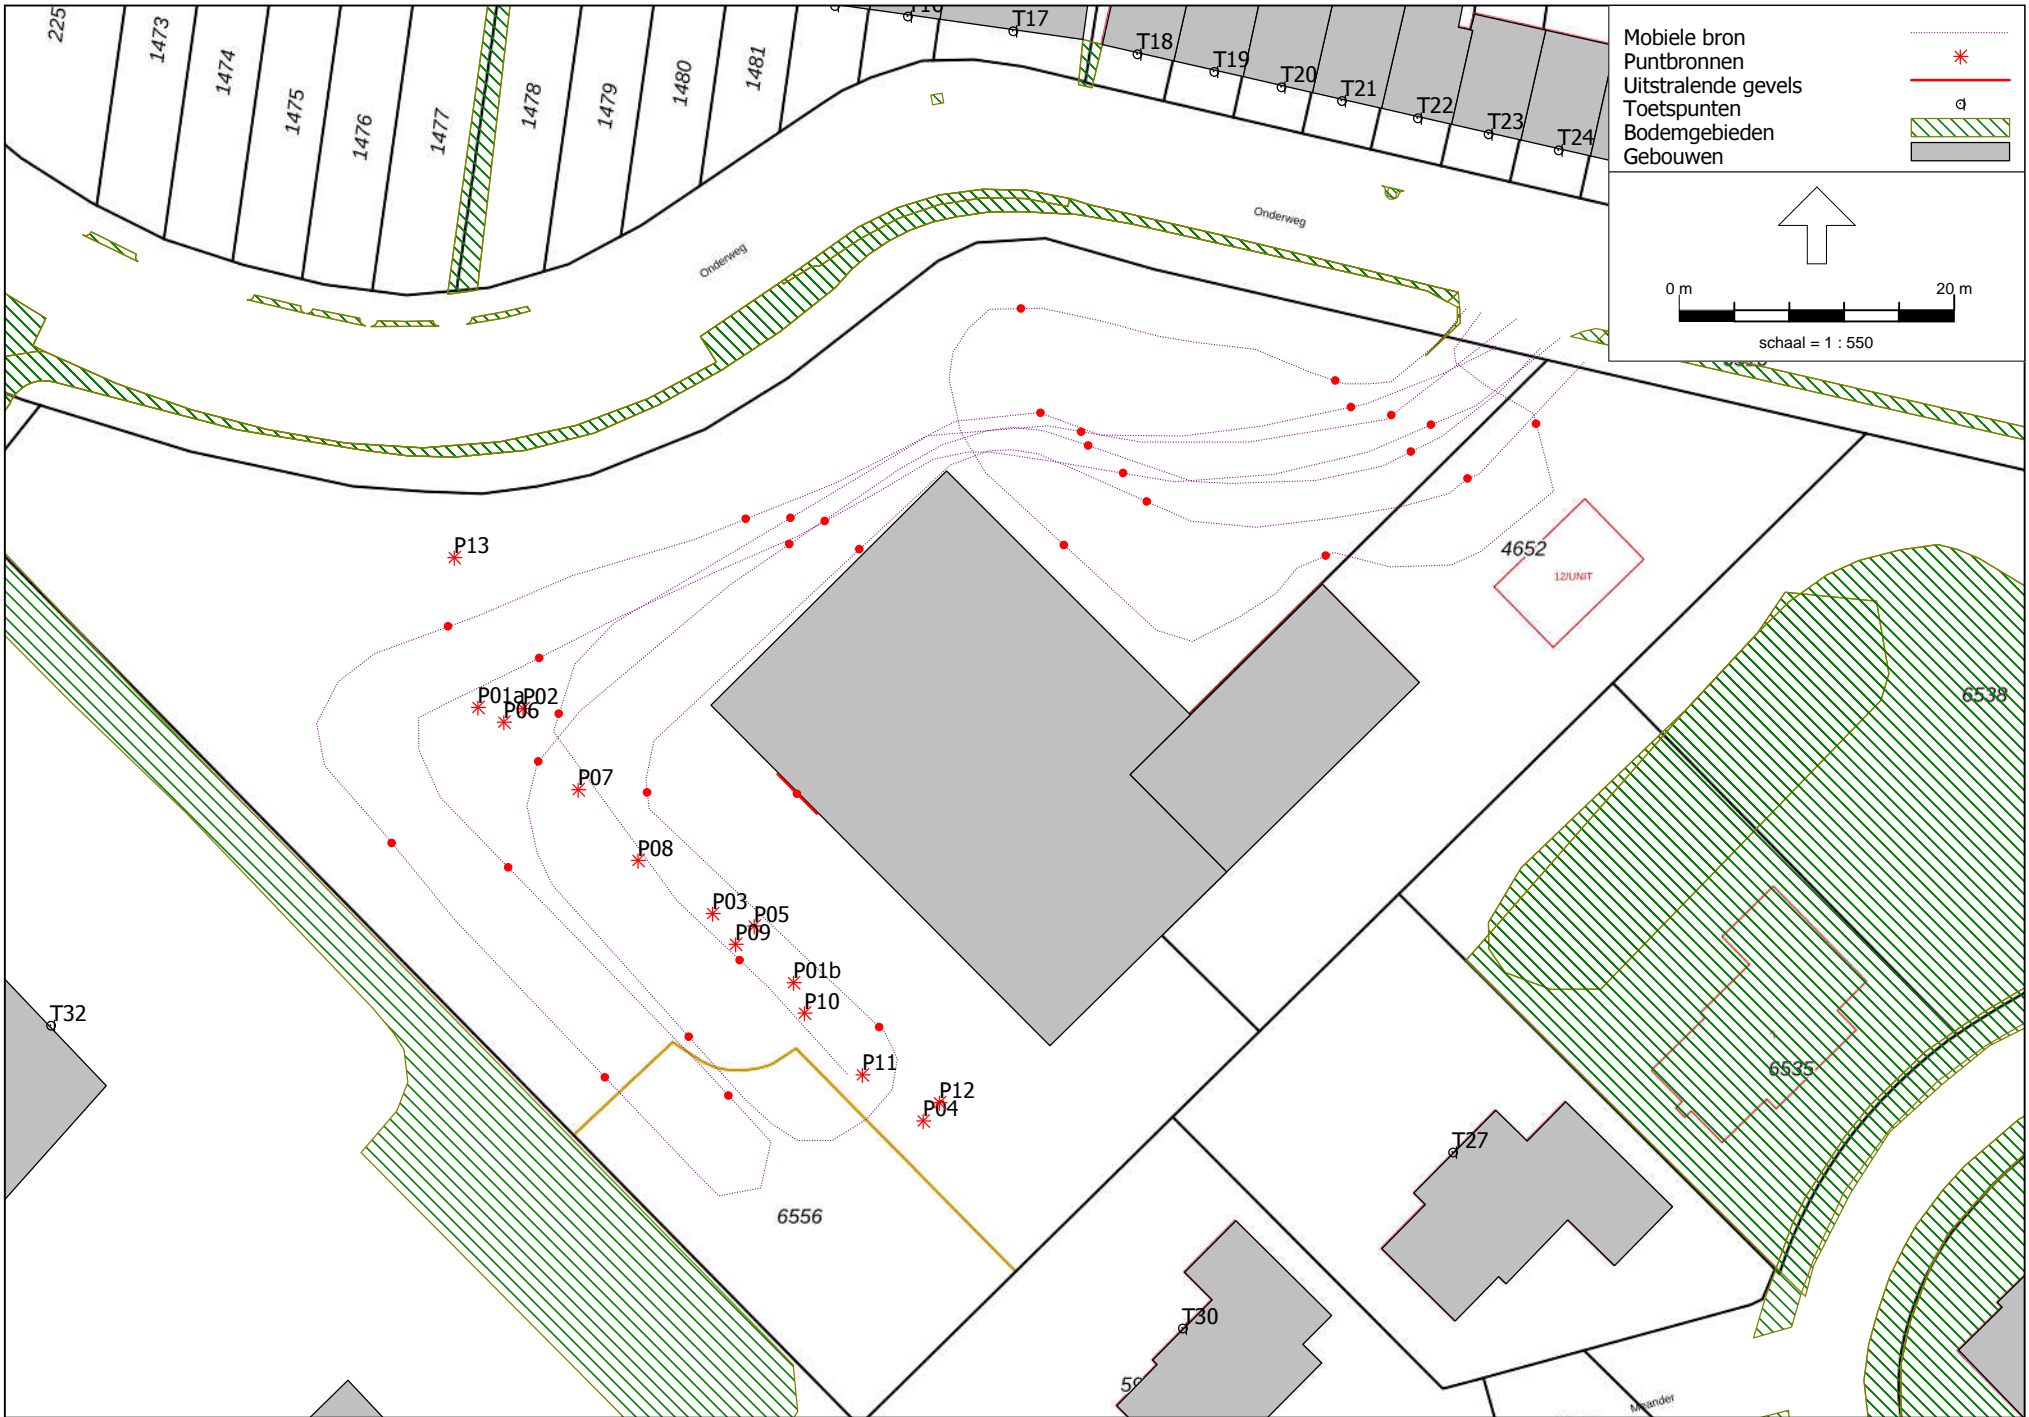 225
1473
1474
1475
1476
1477
1478
1479
1480
1481
T17
T18
T19
T20
T21
T22
T23
T24
Mobiele bron
Puntbronnen
Uitstralende gevels
Toetspunten
Bodemgebieden
Gebouwen
0 m 20 m
schaal = 1 : 550
Onderweg
Onderweg
P13
4652
12/UNIT
P01a
P02
P06
6538
P07
P08
P03
P05
P09
P01b
P10
T32
P11
6535
P12
P04
T27
6556
T30
Meander